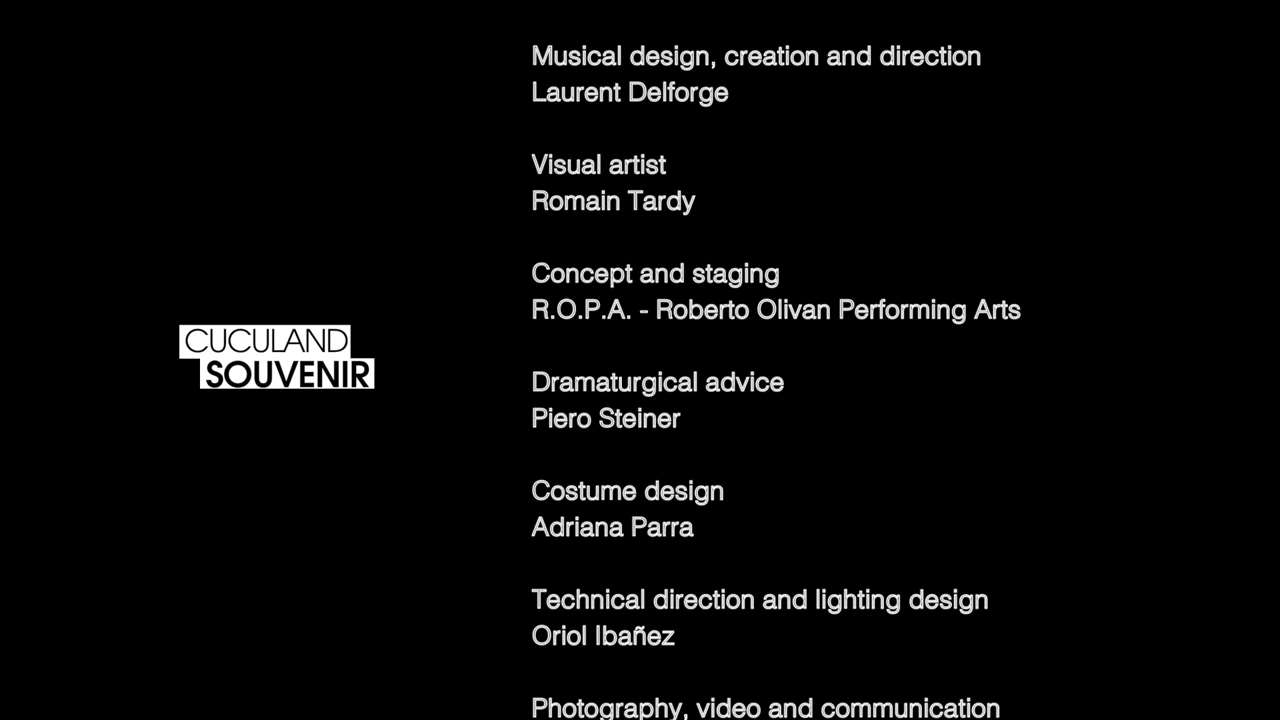 CUCULAND
SOUVENIR
Musical design, creation and direction
Laurent Delforge
Visual artist
Romain Tardy
Concept and staging
R.O.P.A. - Roberto Olivan Performing Arts
Dramaturgical advice
Piero Steiner
Costume design
Adriana Parra
Technical direction and lighting design
Oriol Ibañez
Photography, video and communication